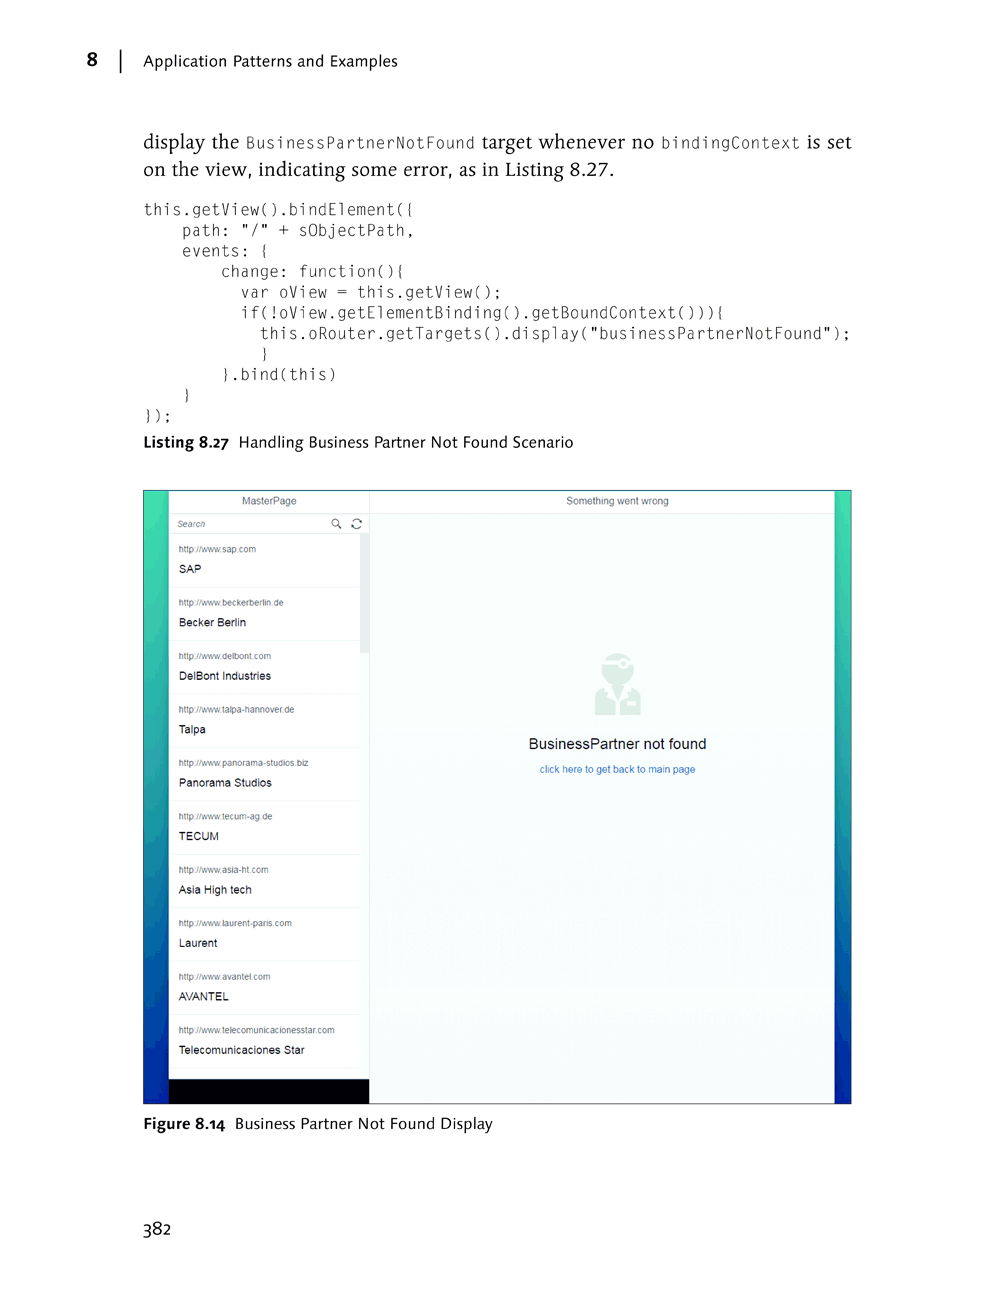 8 | Application Patterns and Examples
display the BusinessPartnerNotFound target whenever no bindingContext is set
on the view, indicating some error, as in Listing 8.27.
this.getView().bindElement({
    path: "/" + sObjectPath,
    events: {
        change: function(){
          var oView = this.getView();
          if(!oView.getElementBinding().getBoundContext())){
            this.oRouter.getTargets().display("businessPartnerNotFound");
            }
        }.bind(this)
    }
});
Listing 8.27 Handling Business Partner Not Found Scenario
MasterPage
Something went wrong
Search
http://www.sap.com
SAP
http://www.beckerberlin.de
Becker Berlin
http://www.delbont.com
DelBont Industries
http://www.talpa-hannover.de
Talpa
http://www.panorama-studios.biz
Panorama Studios
http://www.tecum-ag.de
TECUM
http://www.asia-ht.com
Asia High tech
http://www.laurent-paris.com
Laurent
http://www.avantel.com
AVANTEL
http://www.telecomunicacionesstar.com
Telecomunicaciones Star
BusinessPartner not found
click here to get back to main page
Figure 8.14 Business Partner Not Found Display
382